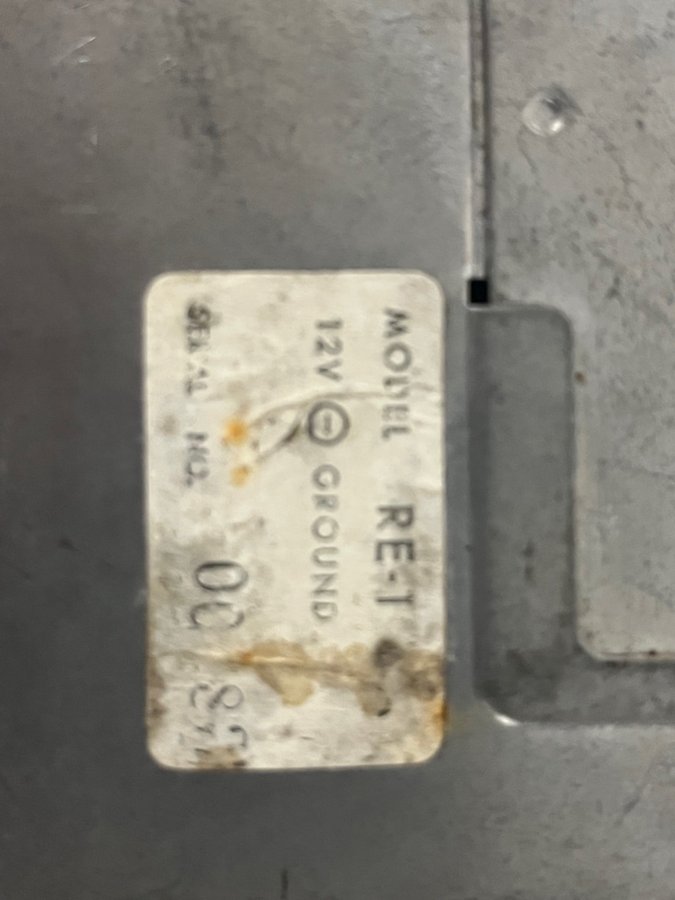 MODEL RE-1
12V ⊖ GROUND
SERIAL NO.